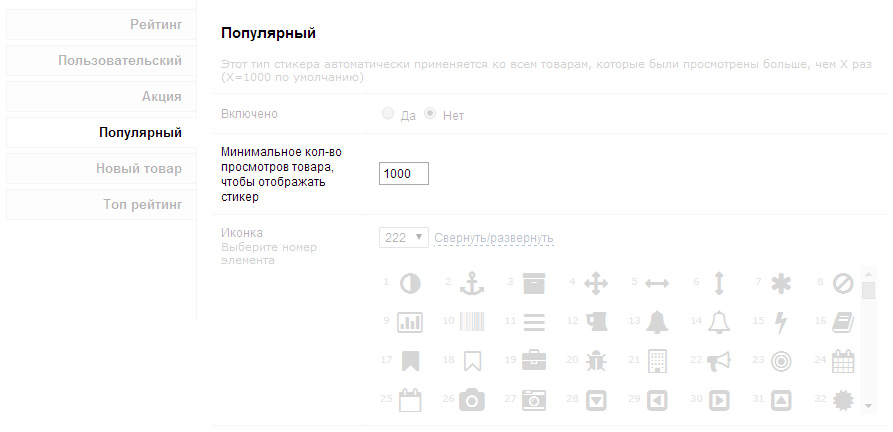 Рейтинг
Пользовательский
Акция
Популярный
Новый товар
Топ рейтинг
Популярный
Этот тип стикера автоматически применяется ко всем товарам, которые были просмотрены больше, чем X раз
(X=1000 по умолчанию)
Включено
Да Нет
Минимальное кол-во
просмотров товара,
чтобы отображать
стикер
1000
Иконка
Выберите номер
элемента
222 Свернуть/развернуть
1 2 3 4 5 6 7 8
9 10 11 12 13 14 15 16
17 18 19 20 21 22 23 24
25 26 27 28 29 30 31 32